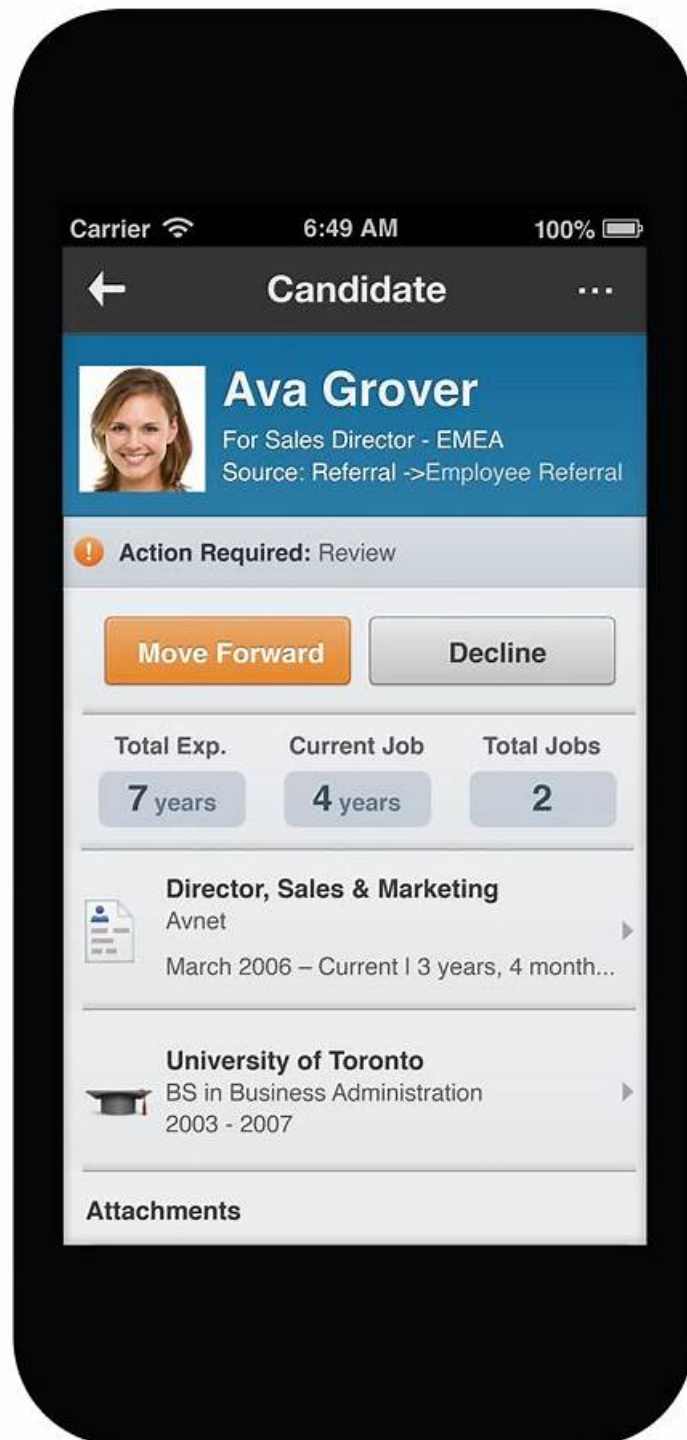 Carrier 6:49 AM 100%
Candidate ...
Ava Grover
For Sales Director - EMEA
Source: Referral ->Employee Referral
! Action Required: Review
Move Forward Decline
Total Exp. Current Job Total Jobs
7 years 4 years 2
Director, Sales & Marketing
Avnet
March 2006 – Current I 3 years, 4 month...
University of Toronto
BS in Business Administration
2003 - 2007
Attachments